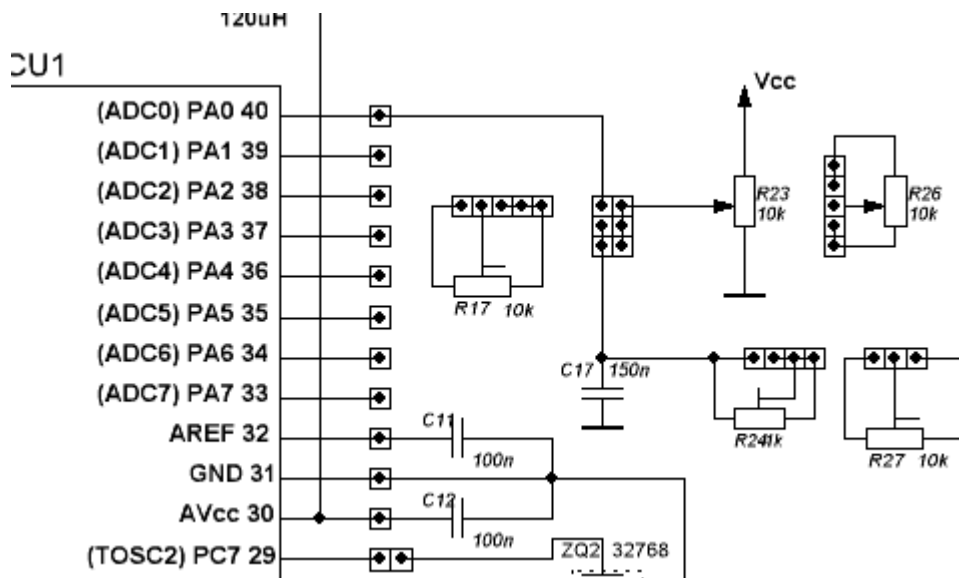 120uH
CU1
Vcc
(ADC0) PA0 40
(ADC1) PA1 39
(ADC2) PA2 38
R23
10k
R26
10k
(ADC3) PA3 37
(ADC4) PA4 36
R17 10k
(ADC5) PA5 35
(ADC6) PA6 34
C17 150n
(ADC7) PA7 33
C11
100n
AREF 32
R241k
R27 10k
GND 31
C12
100n
AVcc 30
(TOSC2) PC7 29
ZQ2 32768